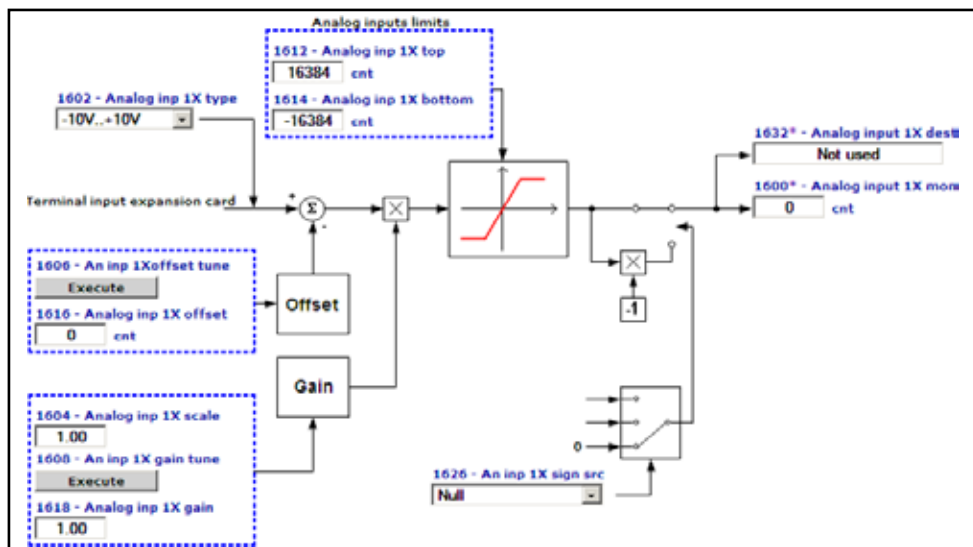 Analog inputs limits
1612 - Analog inp 1X top
16384 cnt
1614 - Analog inp 1X bottom
-16384 cnt
1602 - Analog inp 1X type
-10V..+10V
1632* - Analog input 1X dest
Not used
1600* - Analog input 1X mon
0 cnt
Terminal input expansion card
+
Σ
-
X
1606 - An inp 1Xoffset tune
Execute
1616 - Analog inp 1X offset
0 cnt
Offset
X
-1
Gain
1604 - Analog inp 1X scale
1.00
1608 - An inp 1X gain tune
Execute
1618 - Analog inp 1X gain
1.00
0
1626 - An inp 1X sign src
Null